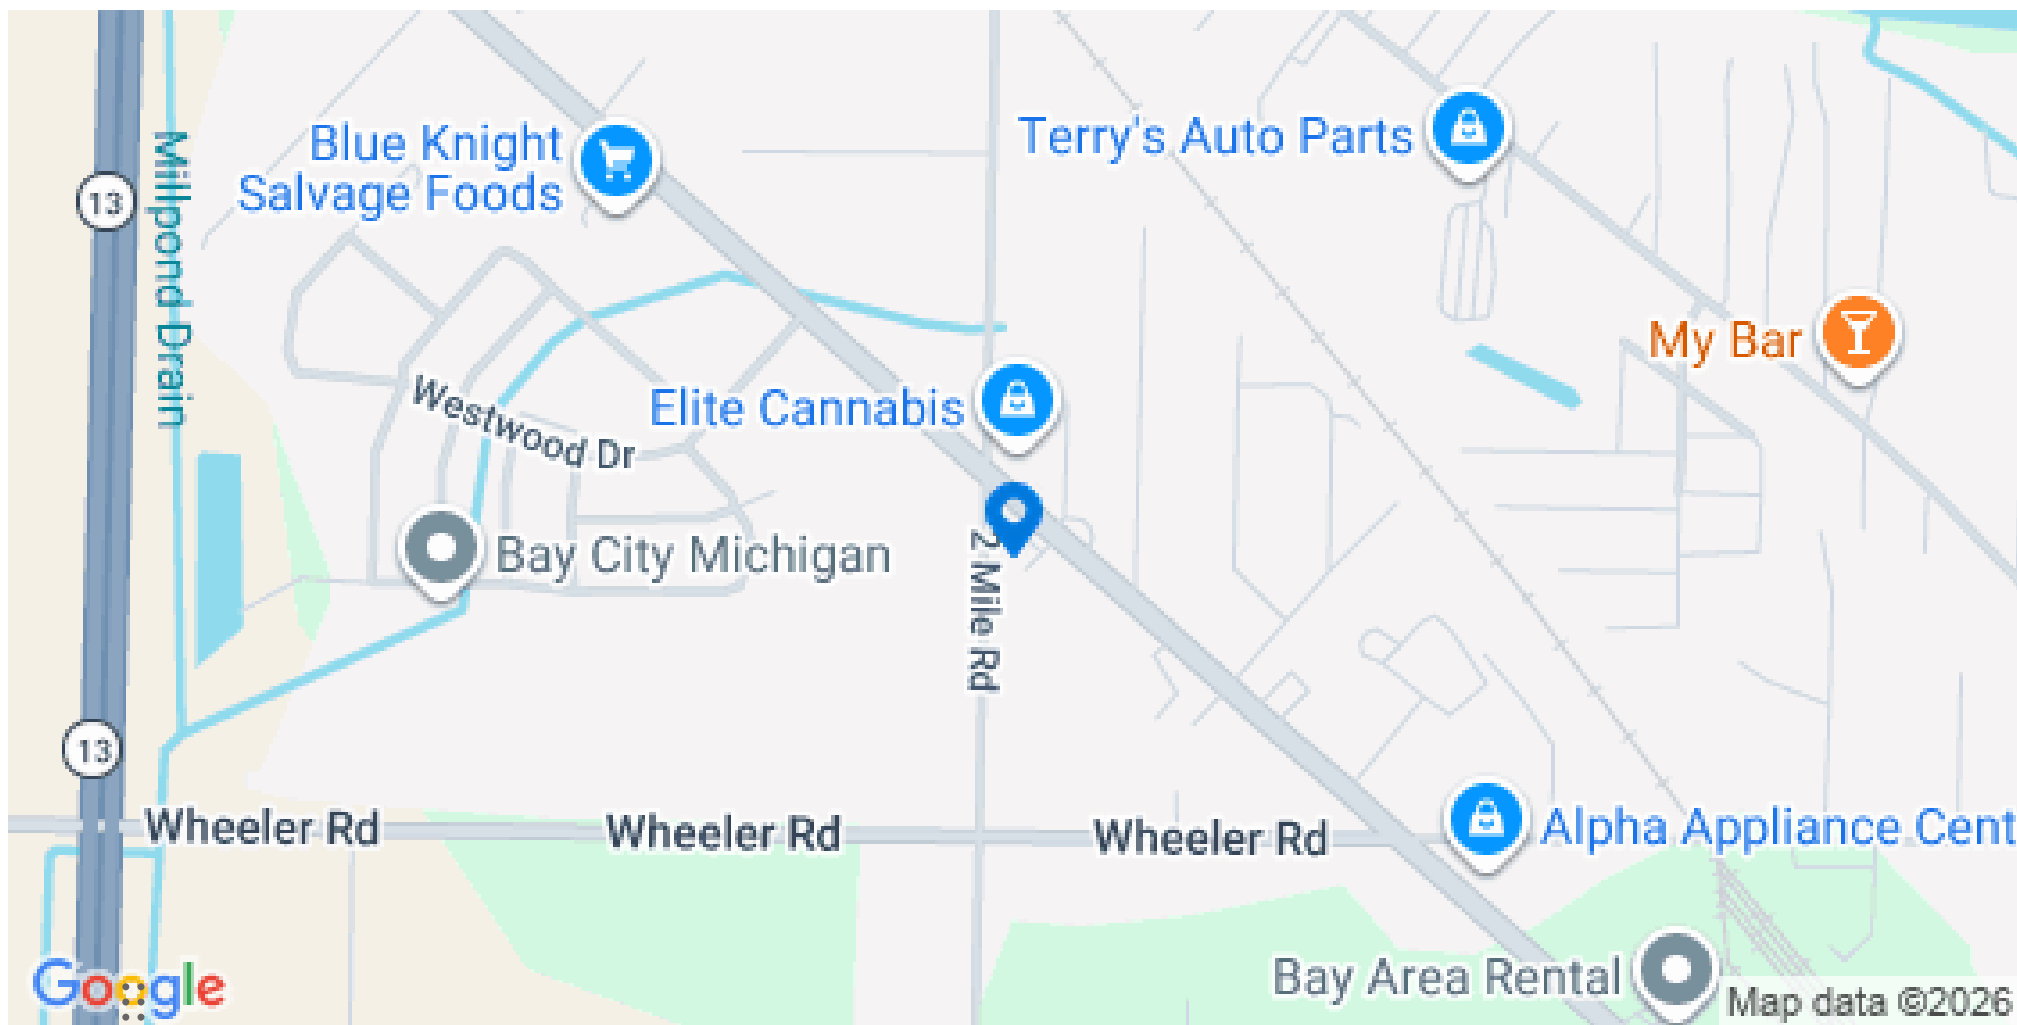 Blue Knight
Salvage Foods
Terry's Auto Parts
13
Millpond Drain
My Bar
Elite Cannabis
Westwood Dr
Bay City Michigan
2 Mile Rd
13
Wheeler Rd
Wheeler Rd
Wheeler Rd
Alpha Appliance Cent
Bay Area Rental
Google
Map data ©2026